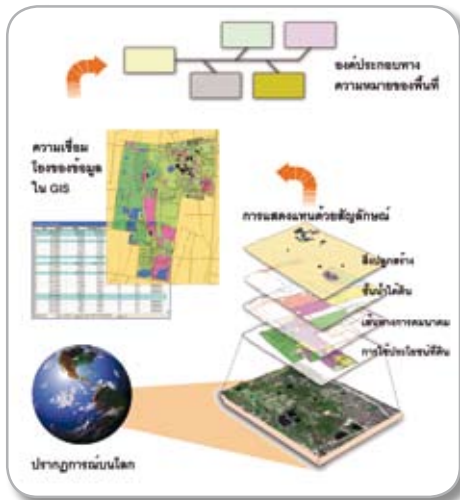 องค์ประกอบทาง
ความหมายของพื้นที่
ความเชื่อม
โยงของข้อมูล
ใน GIS
การแสดงแทนด้วยสัญลักษณ์
สิ่งปลูกสร้าง
ชั้นน้ำใต้ดิน
เส้นทางการคมนาคม
การใช้ประโยชน์ที่ดิน
ปรากฏการณ์บนโลก